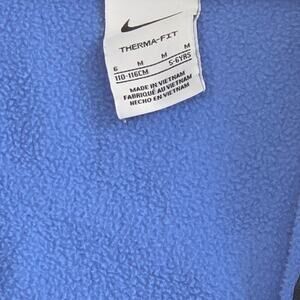 THERMA-FIT
6 M M M
110-116CM 5-6YRS
MADE IN VIETNAM
FABRIQUÉ AU VIETNAM
HECHO EN VIETNAM